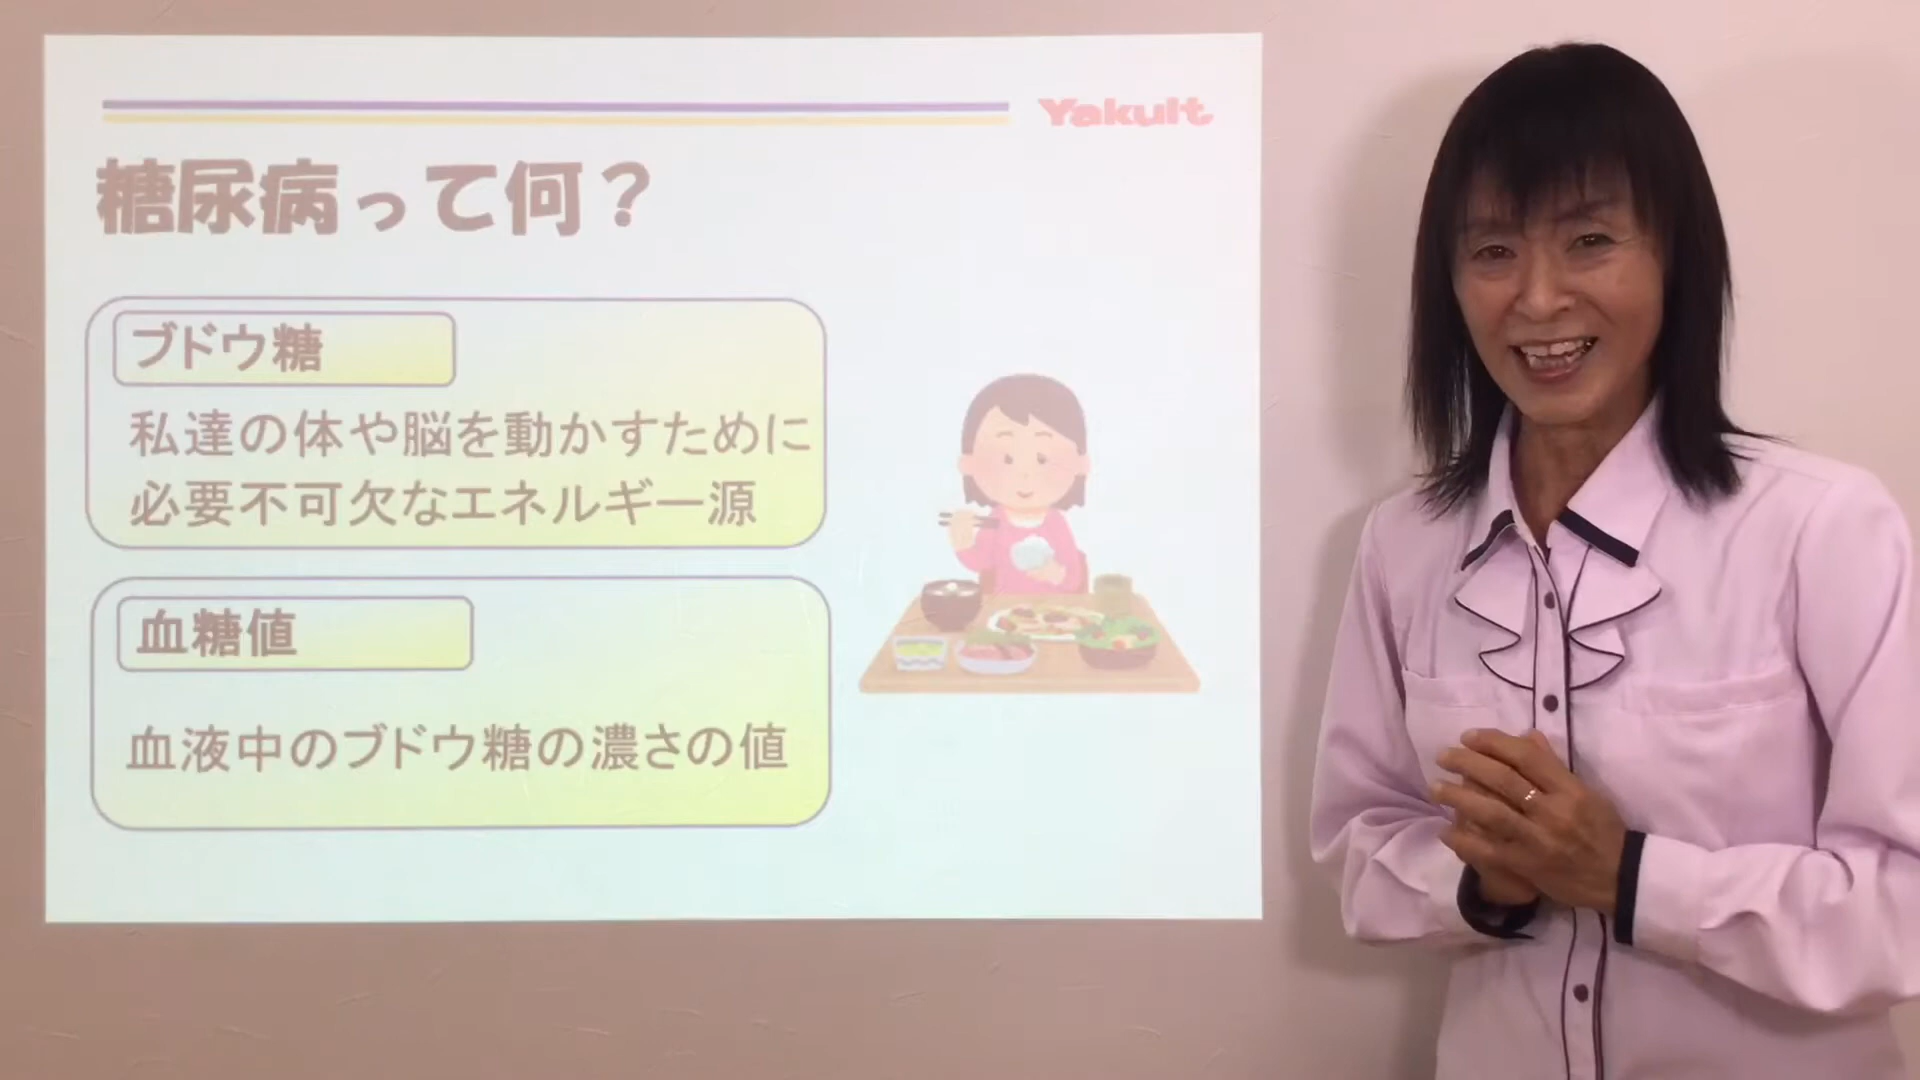 Yakult
糖尿病って何？
ブドウ糖
私達の体や脳を動かすために
必要不可欠なエネルギー源
血糖値
血液中のブドウ糖の濃さの値